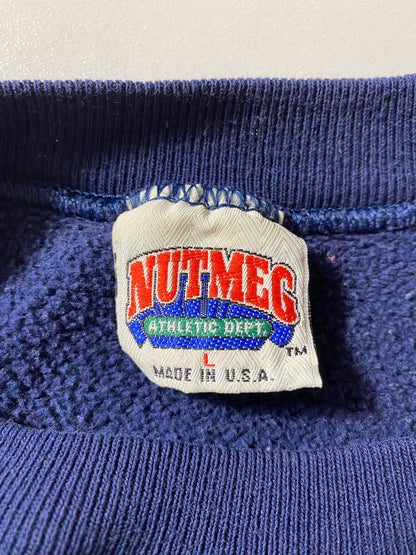 NUTMEG
ATHLETIC DEPT.
L
TM
MADE IN U.S.A.